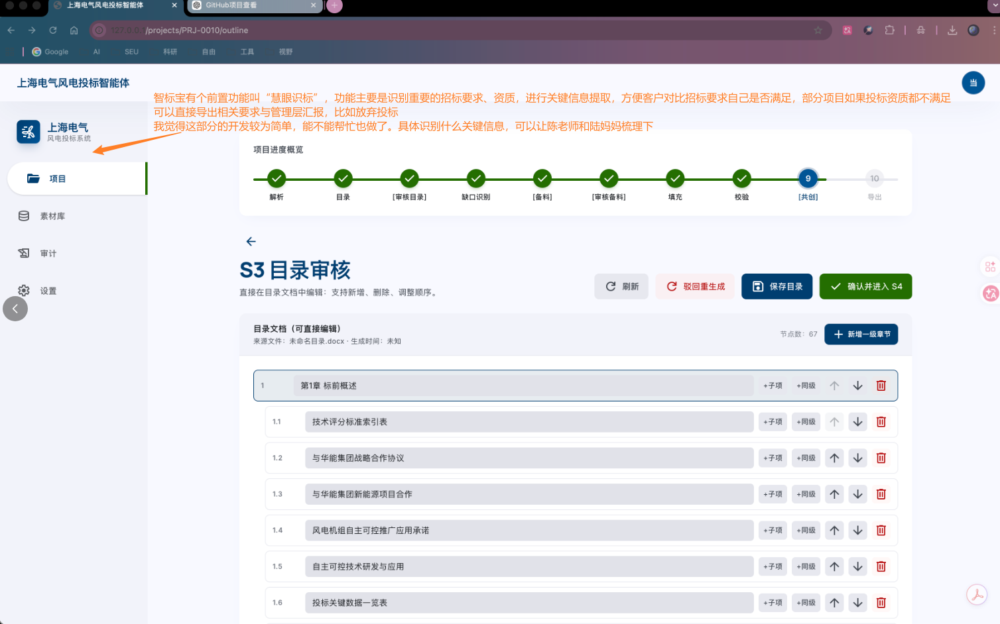 上海电气风电投标智能体
GitHub项目查看
127.0.0.1/projects/PRJ-0010/outline
Google
AI
SEU
科研
自由
工具
视野
上海电气风电投标智能体
当
智标宝有个前置功能叫“慧眼识标”，功能主要是识别重要的招标要求、资质，进行关键信息提取，方便客户对比招标要求自己是否满足，部分项目如果投标资质都不满足
可以直接导出相关要求与管理层汇报，比如放弃投标
我觉得这部分的开发较为简单，能不能帮忙也做了。具体识别什么关键信息，可以让陈老师和陆妈妈梳理下
上海电气
风电投标系统
项目
素材库
审计
设置
项目进度概览
9
10
解析
目录
[审核目录]
缺口识别
[备料]
[审核备料]
填充
校验
[共创]
导出
S3 目录审核
直接在目录文档中编辑：支持新增、删除、调整顺序。
刷新
驳回重生成
保存目录
确认并进入 S4
目录文档（可直接编辑）
来源文件：未命名目录.docx · 生成时间：未知
节点数：67
新增一级章节
1 第1章 标前概述 +子项 +同级
1.1 技术评分标准索引表 +子项 +同级
1.2 与华能集团战略合作协议 +子项 +同级
1.3 与华能集团新能源项目合作 +子项 +同级
1.4 风电机组自主可控推广应用承诺 +子项 +同级
1.5 自主可控技术研发与应用 +子项 +同级
1.6 投标关键数据一览表 +子项 +同级